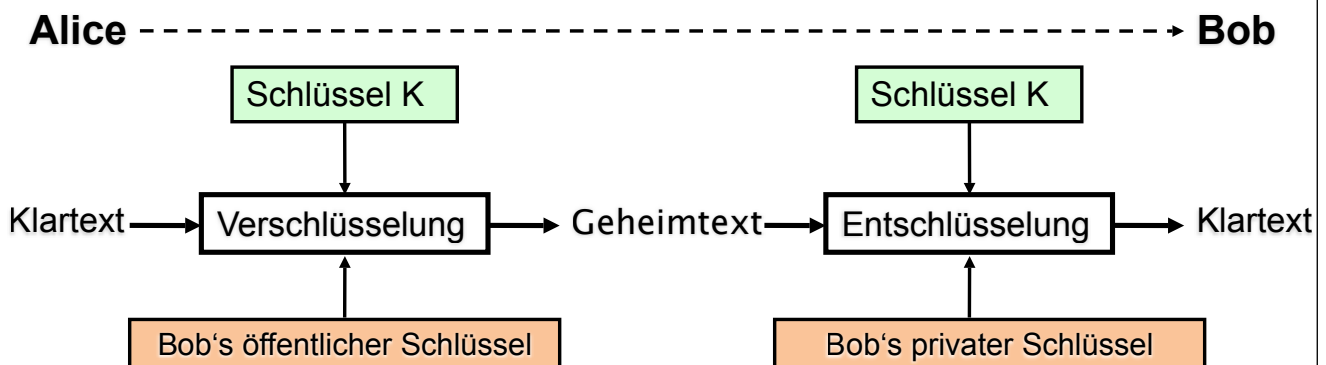 Alice Bob
Schlüssel K Schlüssel K
Klartext Verschlüsselung Geheimtext Entschlüsselung Klartext
Bob‘s öffentlicher Schlüssel Bob‘s privater Schlüssel